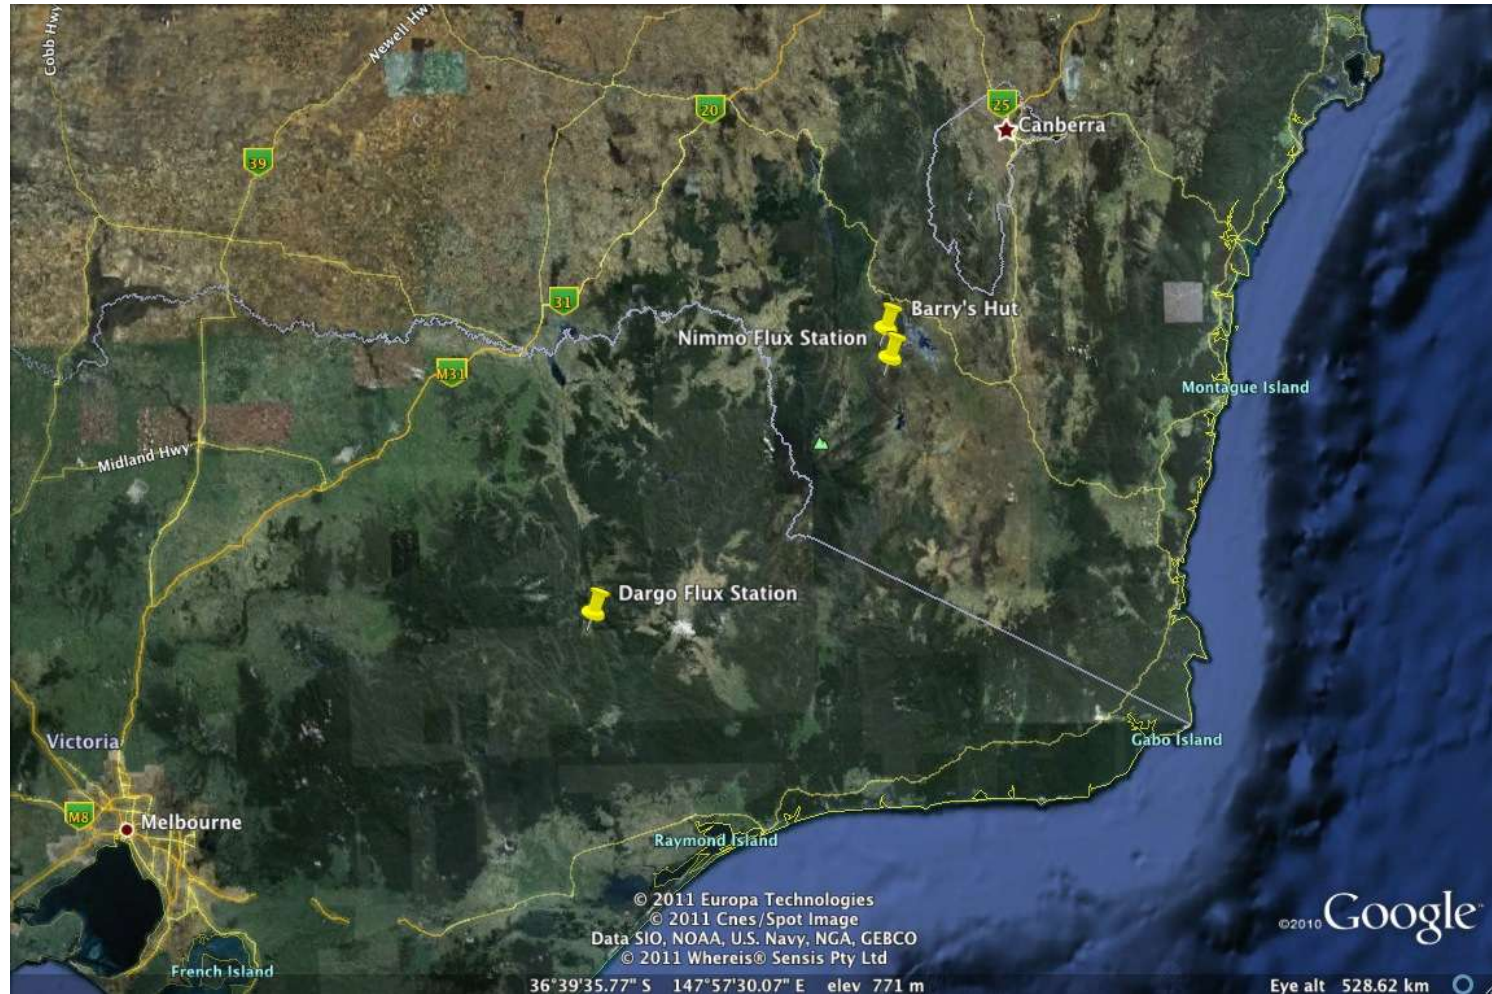 Cobb Hwy
Newell Hwy
20
25
Canberra
39
31
Barry's Hut
Nimmo Flux Station
M31
Montague Island
Midland Hwy
Dargo Flux Station
Victoria
Gabo Island
M8
Melbourne
Raymond Island
© 2011 Europa Technologies
© 2011 Cnes/Spot Image
Data SIO, NOAA, U.S. Navy, NGA, GEBCO
© 2011 Whereis® Sensis Pty Ltd
©2010 Google™
French Island
36°39'35.77" S 147°57'30.07" E elev 771 m
Eye alt 528.62 km